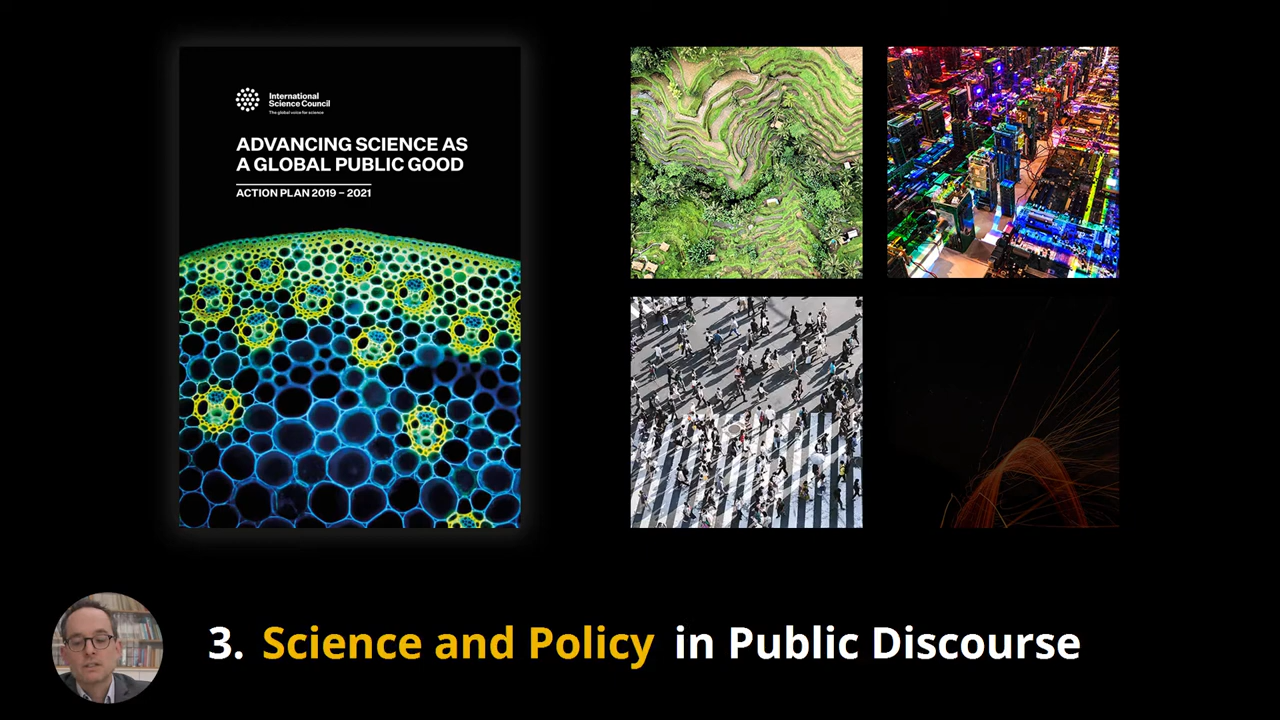 International
Science Council
The global voice for science
ADVANCING SCIENCE AS
A GLOBAL PUBLIC GOOD
ACTION PLAN 2019 – 2021
3. Science and Policy in Public Discourse